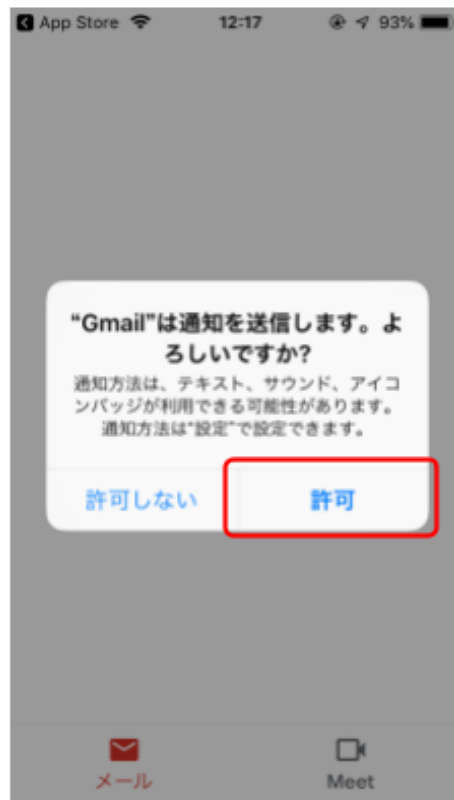 App Store 12:17 93%
“Gmail”は通知を送信します。よ
ろしいですか?
通知方法は、テキスト、サウンド、アイコ
ンバッジが利用できる可能性があります。
通知方法は“設定”で設定できます。
許可しない 許可
メール Meet